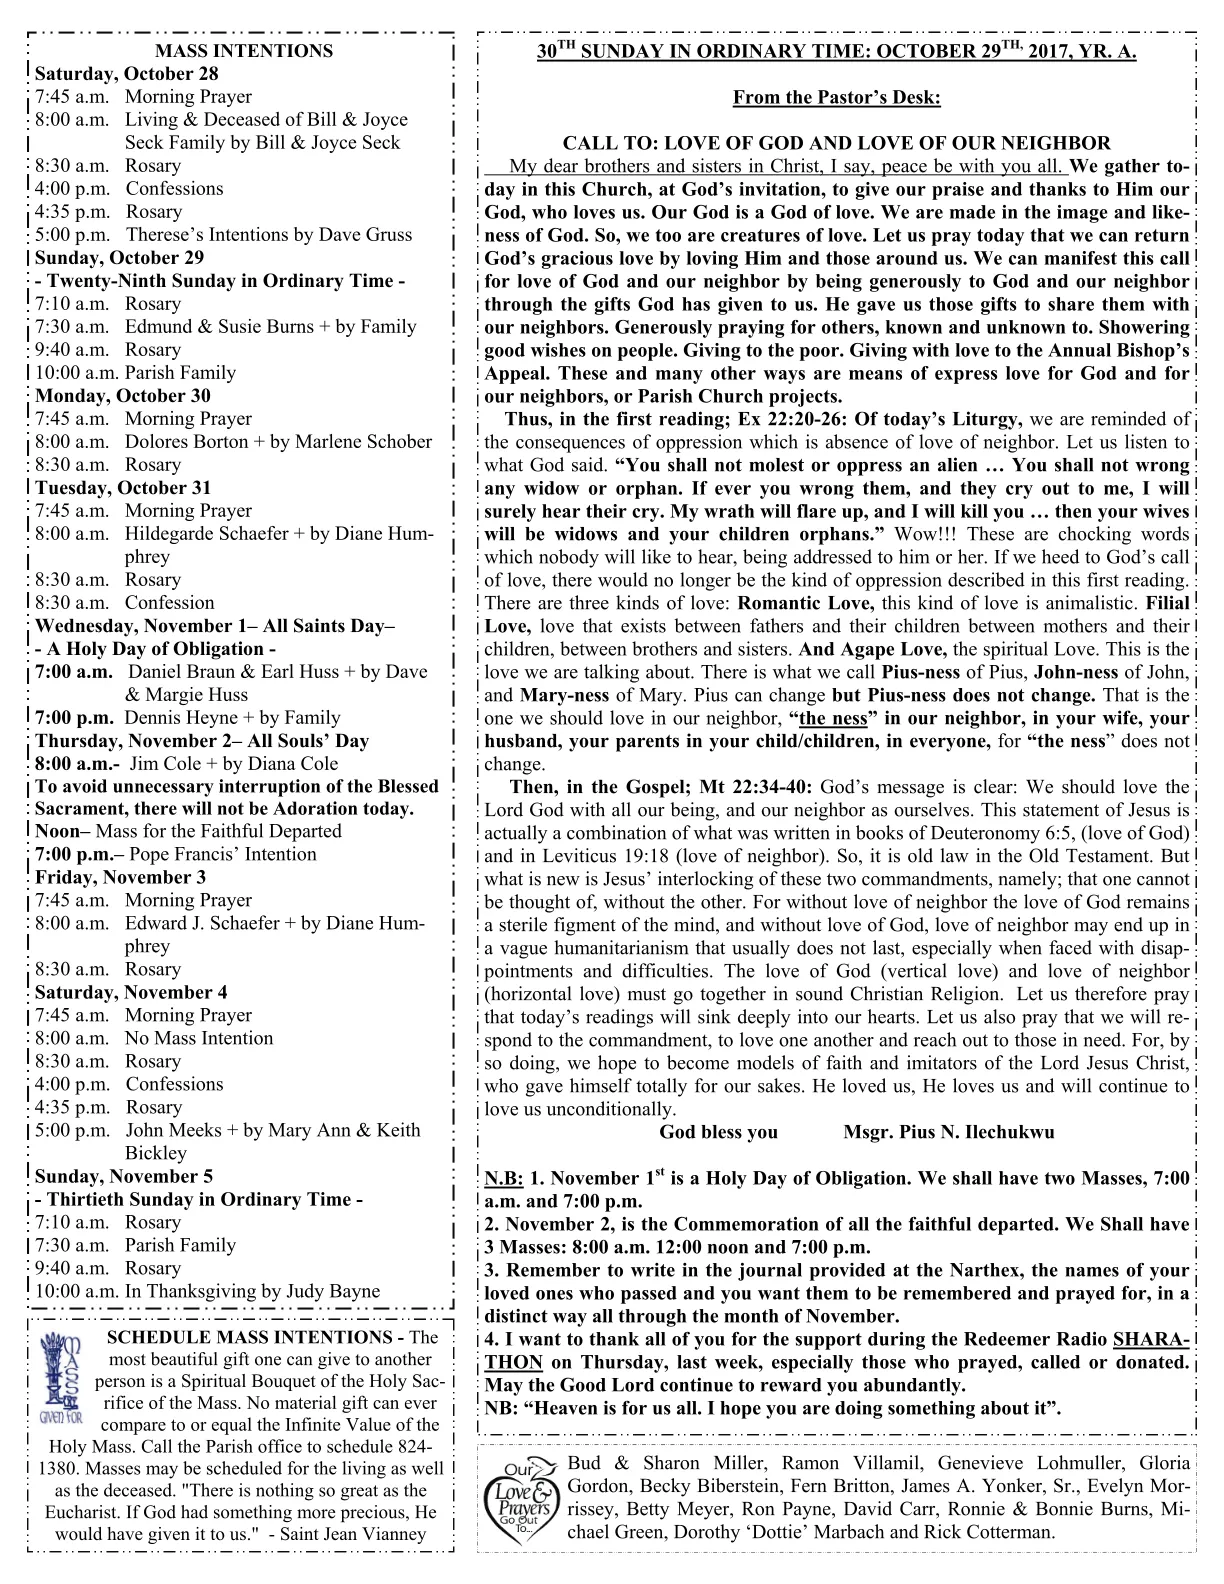 MASS INTENTIONS
Saturday, October 28
7:45 a.m. Morning Prayer
8:00 a.m. Living & Deceased of Bill & Joyce
Seck Family by Bill & Joyce Seck
8:30 a.m. Rosary
4:00 p.m. Confessions
4:35 p.m. Rosary
5:00 p.m. Therese’s Intentions by Dave Gruss
Sunday, October 29
- Twenty-Ninth Sunday in Ordinary Time -
7:10 a.m. Rosary
7:30 a.m. Edmund & Susie Burns + by Family
9:40 a.m. Rosary
10:00 a.m. Parish Family
Monday, October 30
7:45 a.m. Morning Prayer
8:00 a.m. Dolores Borton + by Marlene Schober
8:30 a.m. Rosary
Tuesday, October 31
7:45 a.m. Morning Prayer
8:00 a.m. Hildegarde Schaefer + by Diane Hum-
phrey
8:30 a.m. Rosary
8:30 a.m. Confession
Wednesday, November 1– All Saints Day–
- A Holy Day of Obligation -
7:00 a.m. Daniel Braun & Earl Huss + by Dave
& Margie Huss
7:00 p.m. Dennis Heyne + by Family
Thursday, November 2– All Souls’ Day
8:00 a.m.- Jim Cole + by Diana Cole
To avoid unnecessary interruption of the Blessed
Sacrament, there will not be Adoration today.
Noon– Mass for the Faithful Departed
7:00 p.m.– Pope Francis’ Intention
Friday, November 3
7:45 a.m. Morning Prayer
8:00 a.m. Edward J. Schaefer + by Diane Hum-
phrey
8:30 a.m. Rosary
Saturday, November 4
7:45 a.m. Morning Prayer
8:00 a.m. No Mass Intention
8:30 a.m. Rosary
4:00 p.m. Confessions
4:35 p.m. Rosary
5:00 p.m. John Meeks + by Mary Ann & Keith
Bickley
Sunday, November 5
- Thirtieth Sunday in Ordinary Time -
7:10 a.m. Rosary
7:30 a.m. Parish Family
9:40 a.m. Rosary
10:00 a.m. In Thanksgiving by Judy Bayne
MASS
GIVEN FOR
SCHEDULE MASS INTENTIONS - The
most beautiful gift one can give to another
person is a Spiritual Bouquet of the Holy Sac-
rifice of the Mass. No material gift can ever
compare to or equal the Infinite Value of the
Holy Mass. Call the Parish office to schedule 824-
1380. Masses may be scheduled for the living as well
as the deceased. "There is nothing so great as the
Eucharist. If God had something more precious, He
would have given it to us." - Saint Jean Vianney
30TH SUNDAY IN ORDINARY TIME: OCTOBER 29TH, 2017, YR. A.
From the Pastor’s Desk:
CALL TO: LOVE OF GOD AND LOVE OF OUR NEIGHBOR
My dear brothers and sisters in Christ, I say, peace be with you all. We gather to-
day in this Church, at God’s invitation, to give our praise and thanks to Him our
God, who loves us. Our God is a God of love. We are made in the image and like-
ness of God. So, we too are creatures of love. Let us pray today that we can return
God’s gracious love by loving Him and those around us. We can manifest this call
for love of God and our neighbor by being generously to God and our neighbor
through the gifts God has given to us. He gave us those gifts to share them with
our neighbors. Generously praying for others, known and unknown to. Showering
good wishes on people. Giving to the poor. Giving with love to the Annual Bishop’s
Appeal. These and many other ways are means of express love for God and for
our neighbors, or Parish Church projects.
Thus, in the first reading; Ex 22:20-26: Of today’s Liturgy, we are reminded of
the consequences of oppression which is absence of love of neighbor. Let us listen to
what God said. “You shall not molest or oppress an alien … You shall not wrong
any widow or orphan. If ever you wrong them, and they cry out to me, I will
surely hear their cry. My wrath will flare up, and I will kill you … then your wives
will be widows and your children orphans.” Wow!!! These are chocking words
which nobody will like to hear, being addressed to him or her. If we heed to God’s call
of love, there would no longer be the kind of oppression described in this first reading.
There are three kinds of love: Romantic Love, this kind of love is animalistic. Filial
Love, love that exists between fathers and their children between mothers and their
children, between brothers and sisters. And Agape Love, the spiritual Love. This is the
love we are talking about. There is what we call Pius-ness of Pius, John-ness of John,
and Mary-ness of Mary. Pius can change but Pius-ness does not change. That is the
one we should love in our neighbor, “the ness” in our neighbor, in your wife, your
husband, your parents in your child/children, in everyone, for “the ness” does not
change.
Then, in the Gospel; Mt 22:34-40: God’s message is clear: We should love the
Lord God with all our being, and our neighbor as ourselves. This statement of Jesus is
actually a combination of what was written in books of Deuteronomy 6:5, (love of God)
and in Leviticus 19:18 (love of neighbor). So, it is old law in the Old Testament. But
what is new is Jesus’ interlocking of these two commandments, namely; that one cannot
be thought of, without the other. For without love of neighbor the love of God remains
a sterile figment of the mind, and without love of God, love of neighbor may end up in
a vague humanitarianism that usually does not last, especially when faced with disap-
pointments and difficulties. The love of God (vertical love) and love of neighbor
(horizontal love) must go together in sound Christian Religion. Let us therefore pray
that today’s readings will sink deeply into our hearts. Let us also pray that we will re-
spond to the commandment, to love one another and reach out to those in need. For, by
so doing, we hope to become models of faith and imitators of the Lord Jesus Christ,
who gave himself totally for our sakes. He loved us, He loves us and will continue to
love us unconditionally.
God bless you Msgr. Pius N. Ilechukwu
N.B: 1. November 1st is a Holy Day of Obligation. We shall have two Masses, 7:00
a.m. and 7:00 p.m.
2. November 2, is the Commemoration of all the faithful departed. We Shall have
3 Masses: 8:00 a.m. 12:00 noon and 7:00 p.m.
3. Remember to write in the journal provided at the Narthex, the names of your
loved ones who passed and you want them to be remembered and prayed for, in a
distinct way all through the month of November.
4. I want to thank all of you for the support during the Redeemer Radio SHARA-
THON on Thursday, last week, especially those who prayed, called or donated.
May the Good Lord continue to reward you abundantly.
NB: “Heaven is for us all. I hope you are doing something about it”.
Our
Love &
Prayers
Go Out
To...
Bud & Sharon Miller, Ramon Villamil, Genevieve Lohmuller, Gloria
Gordon, Becky Biberstein, Fern Britton, James A. Yonker, Sr., Evelyn Mor-
rissey, Betty Meyer, Ron Payne, David Carr, Ronnie & Bonnie Burns, Mi-
chael Green, Dorothy ‘Dottie’ Marbach and Rick Cotterman.